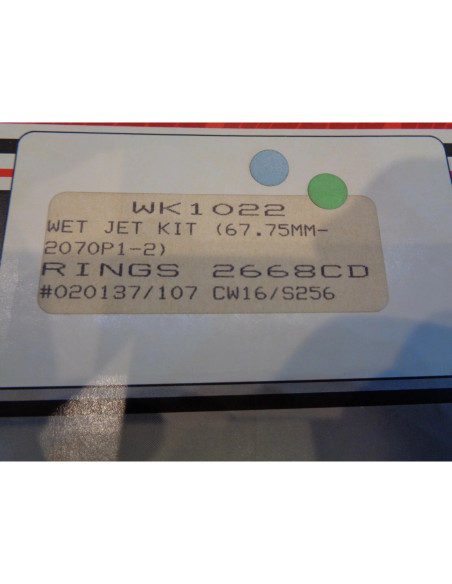 WK1022
WET JET KIT (67.75MM-
2070P1-2)
RINGS 2668CD
#020137/107 CW16/S256